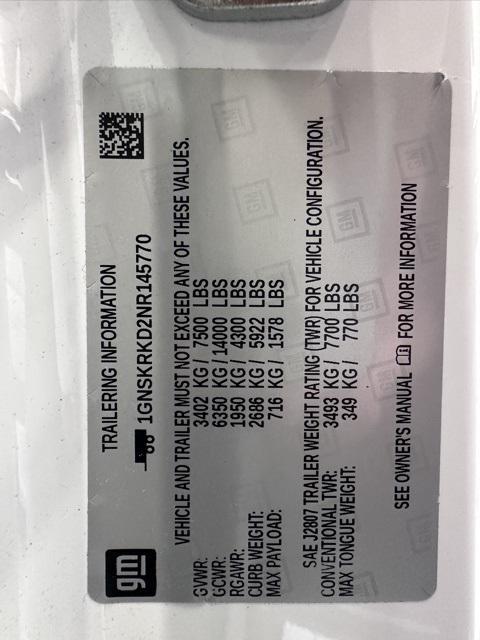 gm
TRAILERING INFORMATION
1GNSKRKD2NR145770
VEHICLE AND TRAILER MUST NOT EXCEED ANY OF THESE VALUES.
GVWR: 3402 KG / 7500 LBS
GCWR: 6350 KG / 14000 LBS
RGAWR: 1950 KG / 4300 LBS
CURB WEIGHT: 2686 KG / 5922 LBS
MAX PAYLOAD: 716 KG / 1578 LBS
SAE J2807 TRAILER WEIGHT RATING (TWR) FOR VEHICLE CONFIGURATION.
CONVENTIONAL TWR: 3493 KG / 7700 LBS
MAX TONGUE WEIGHT: 349 KG / 770 LBS
SEE OWNER'S MANUAL FOR MORE INFORMATION